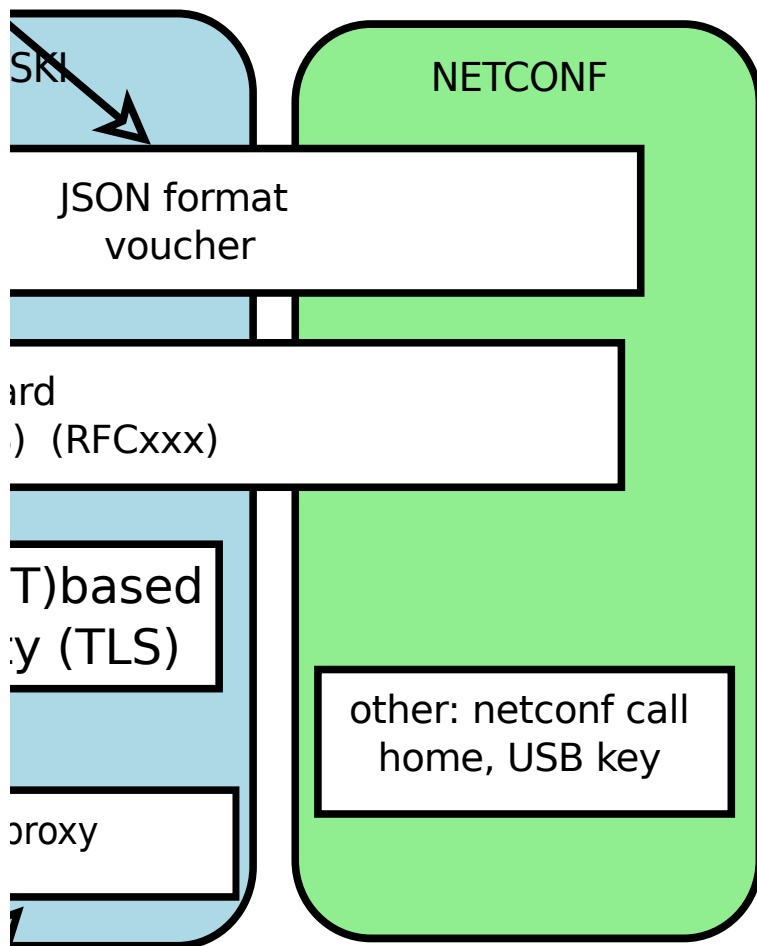 SKI
NETCONF
JSON format
voucher
ard
) (RFCxxx)
T)based
ty (TLS)
other: netconf call
home, USB key
proxy